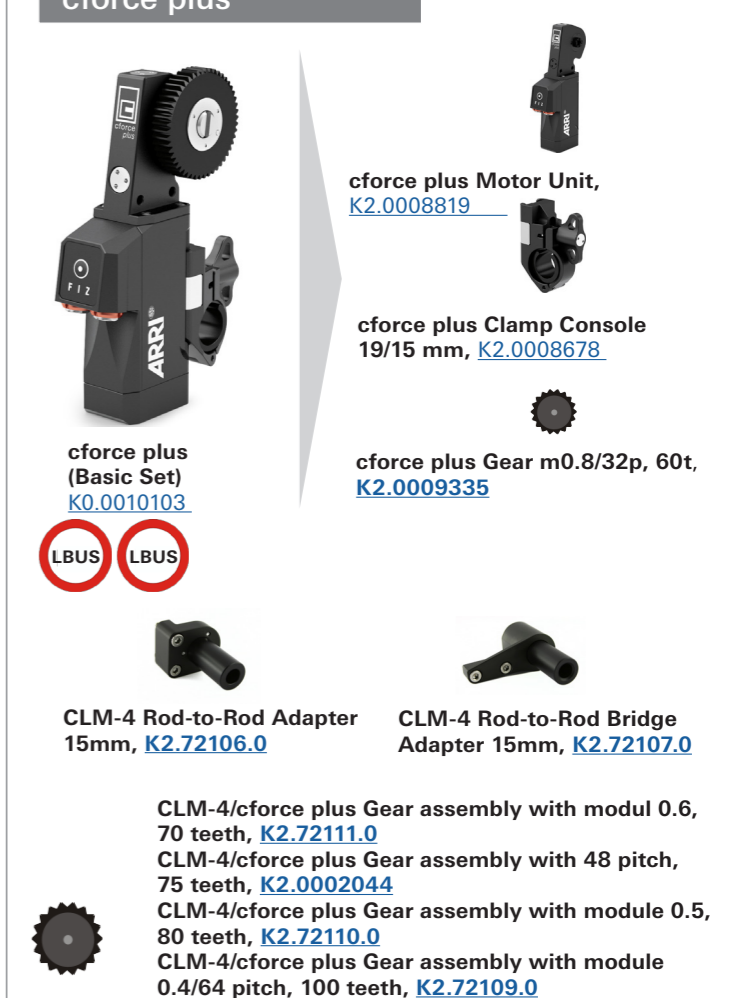 cforce plus
cforce
plus
F I Z
ARRI
cforce plus
(Basic Set)
K0.0010103
LBUS LBUS
F I Z
ARRI
cforce plus Motor Unit,
K2.0008819
cforce plus Clamp Console
19/15 mm, K2.0008678
cforce plus Gear m0.8/32p, 60t,
K2.0009335
CLM-4 Rod-to-Rod Adapter
15mm, K2.72106.0
CLM-4 Rod-to-Rod Bridge
Adapter 15mm, K2.72107.0
CLM-4/cforce plus Gear assembly with modul 0.6,
70 teeth, K2.72111.0
CLM-4/cforce plus Gear assembly with 48 pitch,
75 teeth, K2.0002044
CLM-4/cforce plus Gear assembly with module 0.5,
80 teeth, K2.72110.0
CLM-4/cforce plus Gear assembly with module
0.4/64 pitch, 100 teeth, K2.72109.0